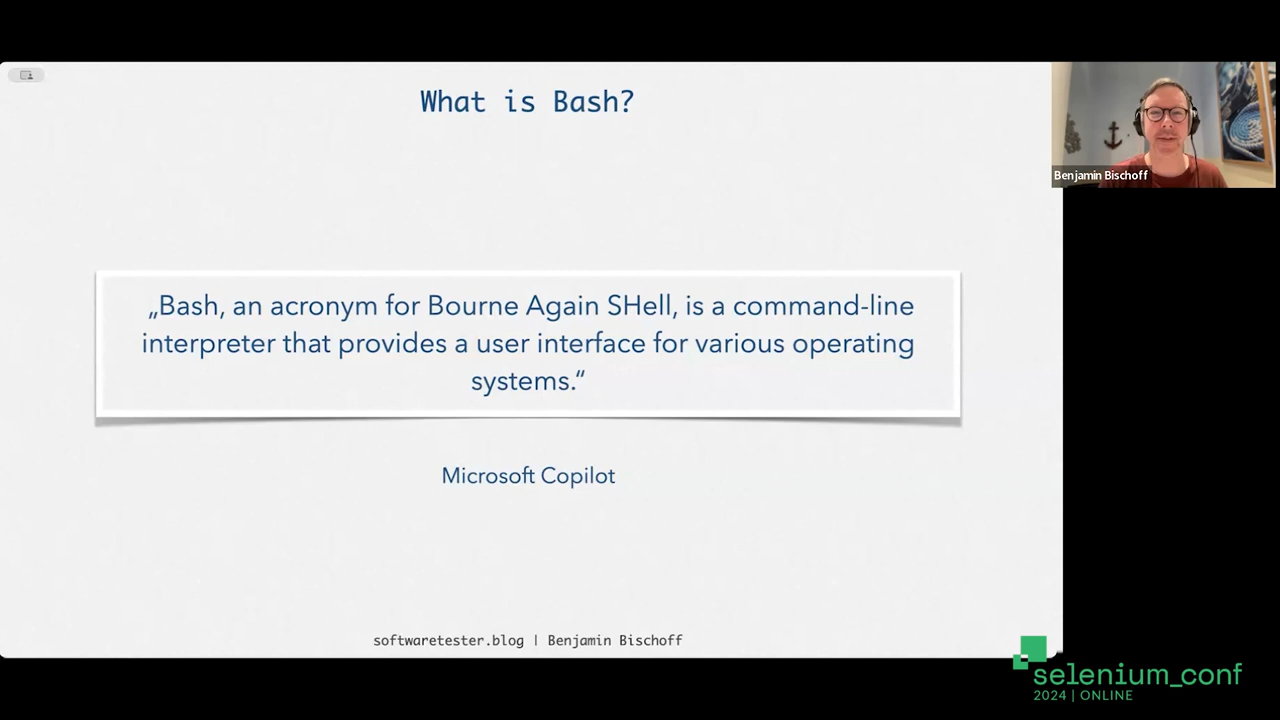 What is Bash?
Benjamin Bischoff
„Bash, an acronym for Bourne Again SHell, is a command-line
interpreter that provides a user interface for various operating
systems.“
Microsoft Copilot
softwaretester.blog | Benjamin Bischoff
selenium_conf
2024 | ONLINE